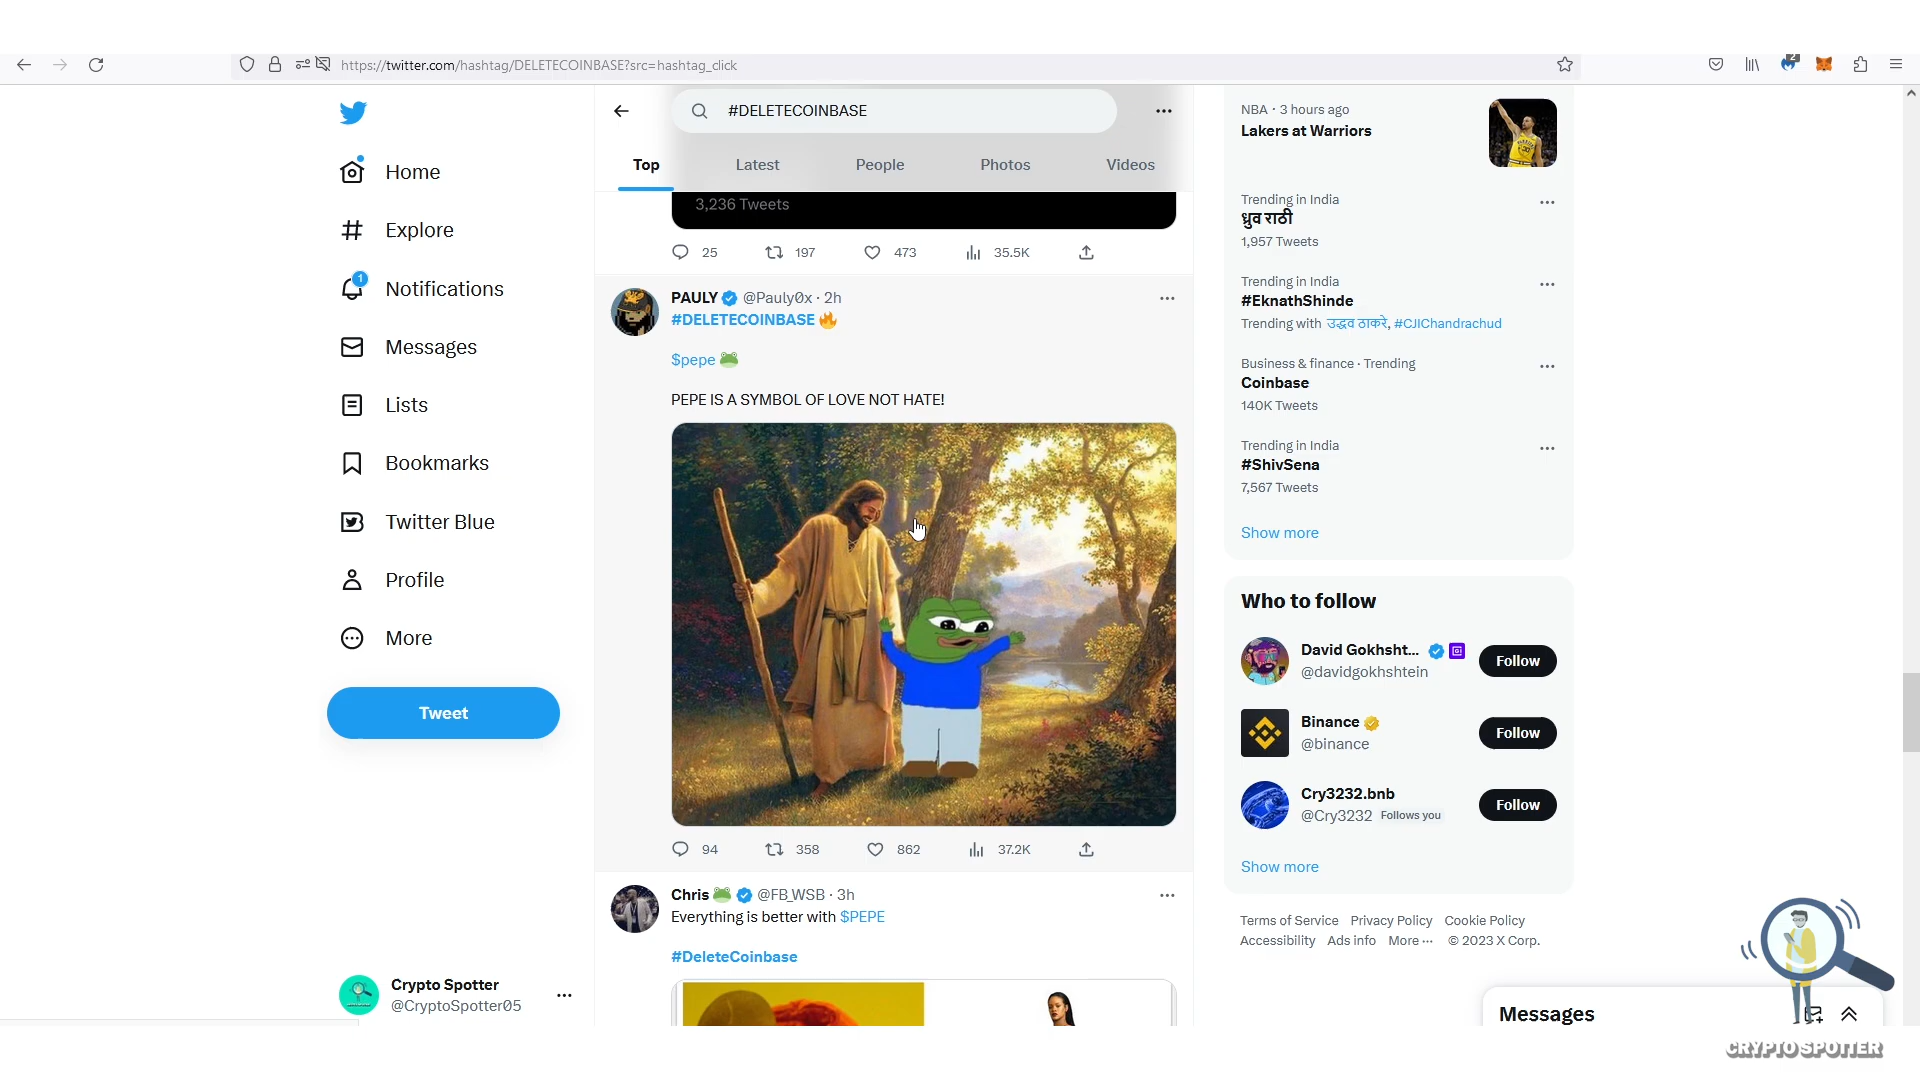 https://twitter.com/hashtag/DELETECOINBASE?src=hashtag_click
2
#DELETECOINBASE
Top
Latest
People
Photos
Videos
Home
Explore
1
Notifications
Messages
Lists
Bookmarks
Twitter Blue
Profile
More
Tweet
Crypto Spotter
@CryptoSpotter05
3,236 Tweets
25 197 473 35.5K
PAULY @Pauly0x · 2h
#DELETECOINBASE
$pepe
PEPE IS A SYMBOL OF LOVE NOT HATE!
94 358 862 37.2K
Chris @FB_WSB · 3h
Everything is better with $PEPE
#DeleteCoinbase
NBA · 3 hours ago
Lakers at Warriors
Trending in India
ध्रुव राठी
1,957 Tweets
Trending in India
#EknathShinde
Trending with उद्धव ठाकरे, #CJIChandrachud
Business & finance · Trending
Coinbase
140K Tweets
Trending in India
#ShivSena
7,567 Tweets
Show more
Who to follow
David Gokhsht...
@davidgokhshtein
Follow
Binance
@binance
Follow
Cry3232.bnb
@Cry3232 Follows you
Follow
Show more
Terms of Service Privacy Policy Cookie Policy
Accessibility Ads info More ··· © 2023 X Corp.
Messages
CRYPTO SPOTTER